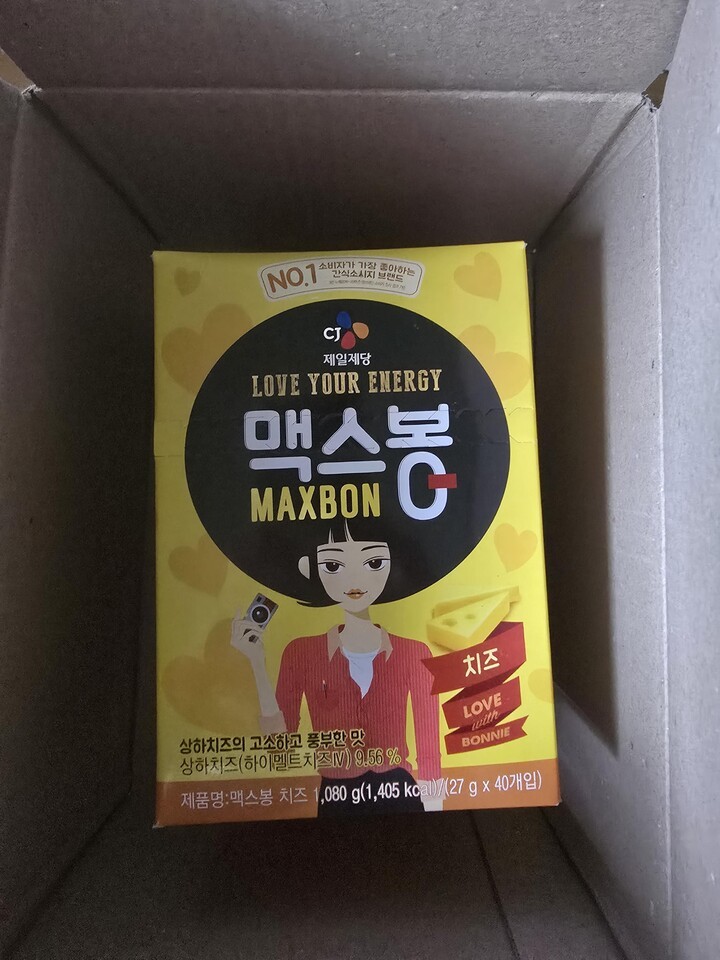 NO.1 소비자가 가장 좋아하는
간식소시지 브랜드
CJ
제일제당
LOVE YOUR ENERGY
맥스봉
MAXBON
치즈
LOVE
with
BONNIE
상하치즈의 고소하고 풍부한 맛
상하치즈(하이멜트치즈Ⅳ) 9.56 %
제품명:맥스봉 치즈 1,080 g(1,405 kcal)/(27 g x 40개입)